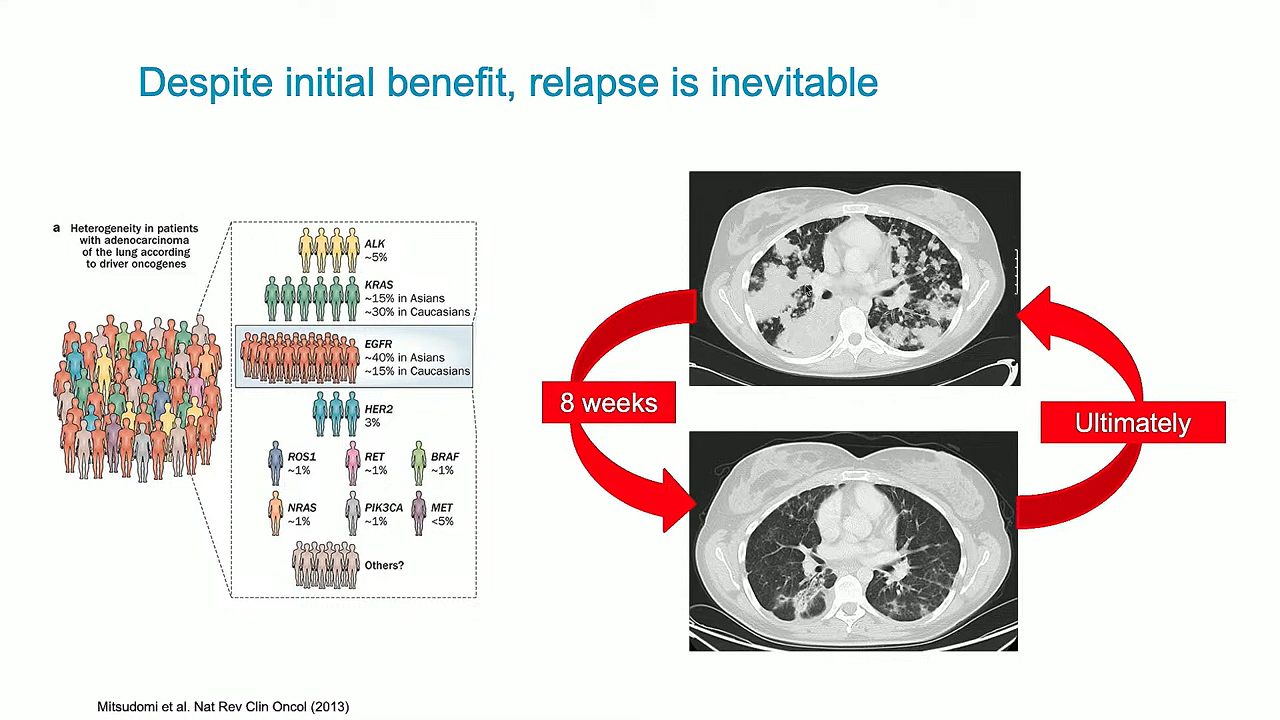 Despite initial benefit, relapse is inevitable
a Heterogeneity in patients
with adenocarcinoma
of the lung according
to driver oncogenes
ALK
~5%
KRAS
~15% in Asians
~30% in Caucasians
EGFR
~40% in Asians
~15% in Caucasians
HER2
3%
ROS1
~1%
RET
~1%
BRAF
~1%
NRAS
~1%
PIK3CA
~1%
MET
<5%
Others?
8 weeks
Ultimately
Mitsudomi et al. Nat Rev Clin Oncol (2013)